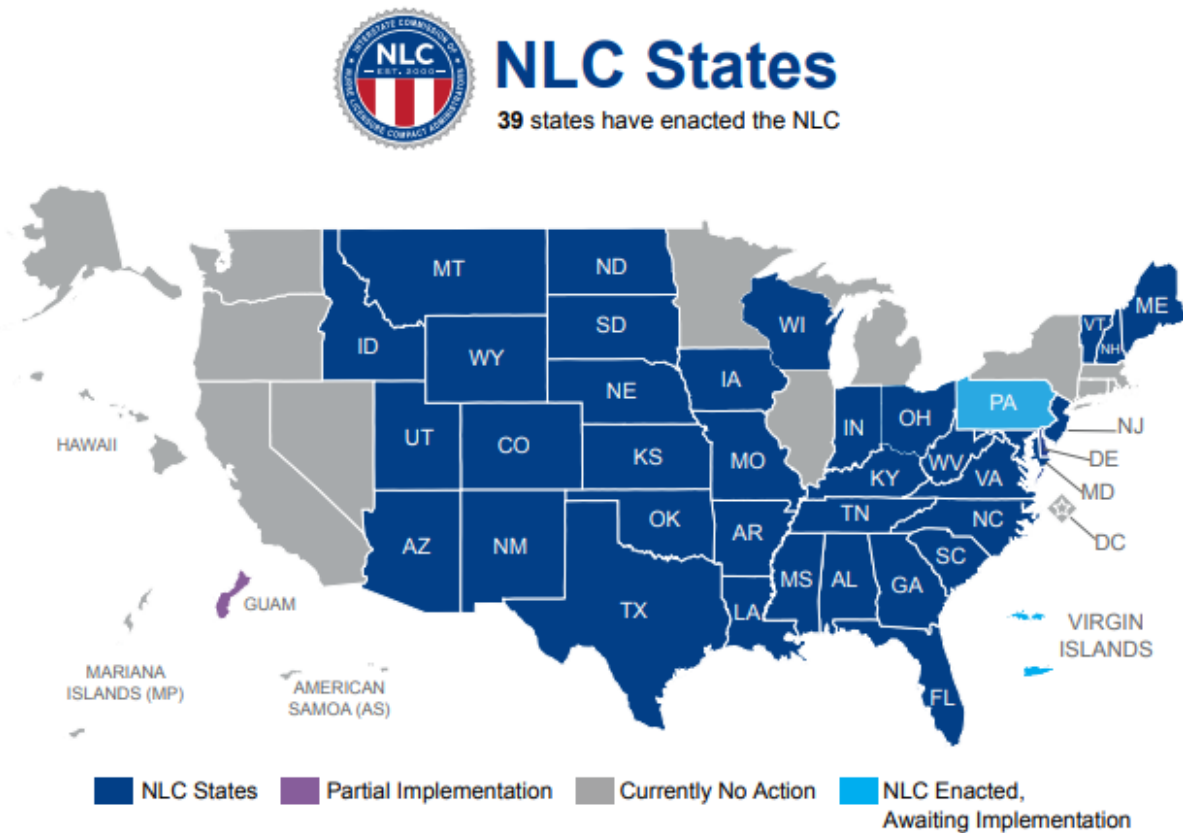 INTERSTATE COMMISSION OF
NLC
EST. 2000
NURSE LICENSURE COMPACT ADMINISTRATORS
NLC States
39 states have enacted the NLC
MT
ND
ME
VT
NH
SD
WI
ID
WY
IA
NE
PA
NJ
UT
CO
IN
OH
DE
HAWAII
KS
MO
WV
KY
VA
MD
TN
NC
DC
OK
AR
AZ
NM
SC
MS
AL
GA
GUAM
TX
LA
VIRGIN
ISLANDS
MARIANA
ISLANDS (MP)
AMERICAN
SAMOA (AS)
FL
NLC States
Partial Implementation
Currently No Action
NLC Enacted,
Awaiting Implementation